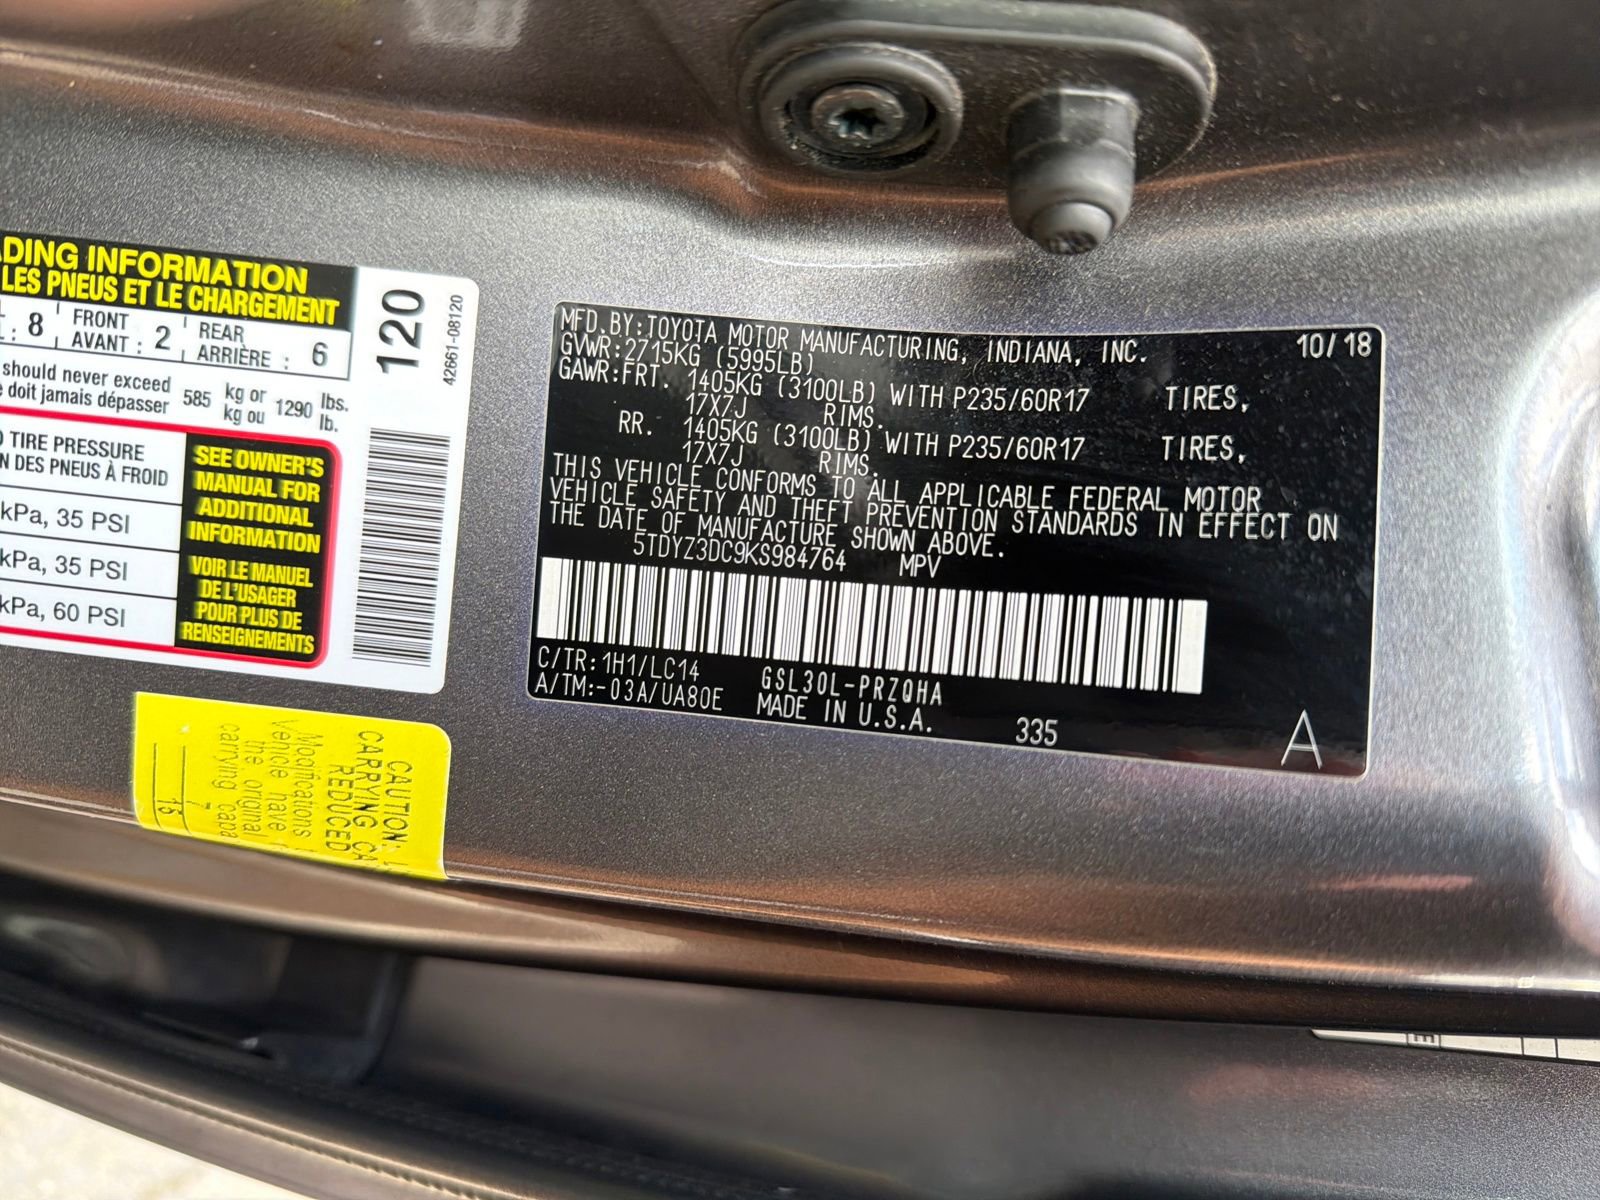 DING INFORMATION
LES PNEUS ET LE CHARGEMENT
: 8 FRONT AVANT : 2 REAR ARRIÈRE : 6
should never exceed
doit jamais dépasser 585 kg or kg ou 1290 lbs. lb.
TIRE PRESSURE
DES PNEUS À FROID
kPa, 35 PSI
kPa, 35 PSI
kPa, 60 PSI
SEE OWNER'S
MANUAL FOR
ADDITIONAL
INFORMATION
VOIR LE MANUEL
DE L'USAGER
POUR PLUS DE
RENSEIGNEMENTS
120
42661-08120
MFD.BY:TOYOTA MOTOR MANUFACTURING, INDIANA, INC. 10/18
GVWR:2715KG (5995LB)
GAWR:FRT. 1405KG (3100LB) WITH P235/60R17 TIRES,
17X7J RIMS.
RR. 1405KG (3100LB) WITH P235/60R17 TIRES,
17X7J RIMS.
THIS VEHICLE CONFORMS TO ALL APPLICABLE FEDERAL MOTOR
VEHICLE SAFETY AND THEFT PREVENTION STANDARDS IN EFFECT ON
THE DATE OF MANUFACTURE SHOWN ABOVE.
5TDYZ3DC9KS984764 MPV
C/TR:1H1/LC14 GSL30L-PRZQHA
A/TM:-03A/UA80E MADE IN U.S.A. 335
A
CAUTION:
CARRYING CA
REDUCED
Modifications
Vehicle have
the original
carrying capa
7